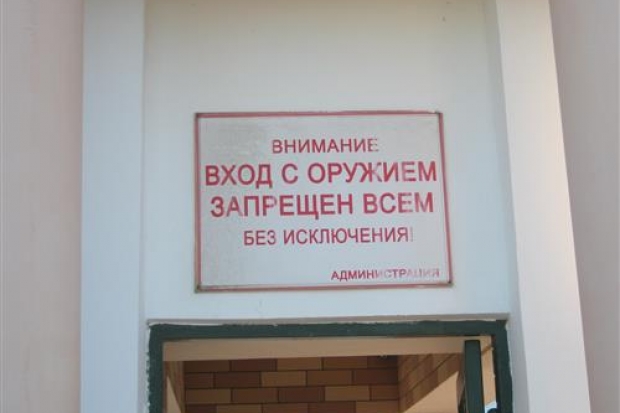 ВНИМАНИЕ
ВХОД С ОРУЖИЕМ
ЗАПРЕЩЕН ВСЕМ
БЕЗ ИСКЛЮЧЕНИЯ!
АДМИНИСТРАЦИЯ